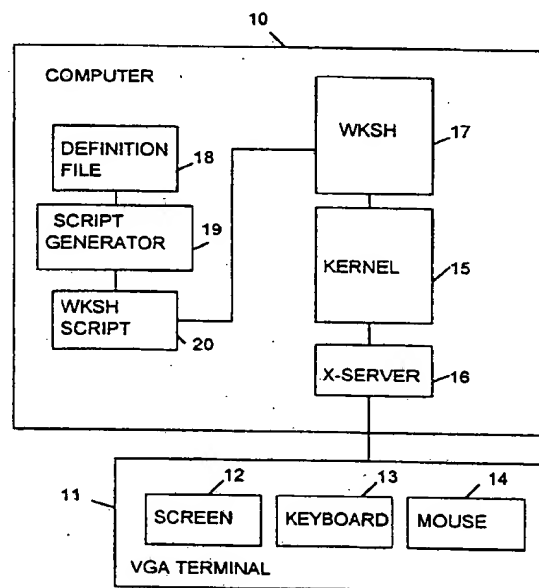 10
COMPUTER
WKSH
17
DEFINITION
FILE
18
SCRIPT
GENERATOR
19
KERNEL
15
WKSH
SCRIPT
20
X-SERVER
16
12
13
14
11
SCREEN
KEYBOARD
MOUSE
VGA TERMINAL